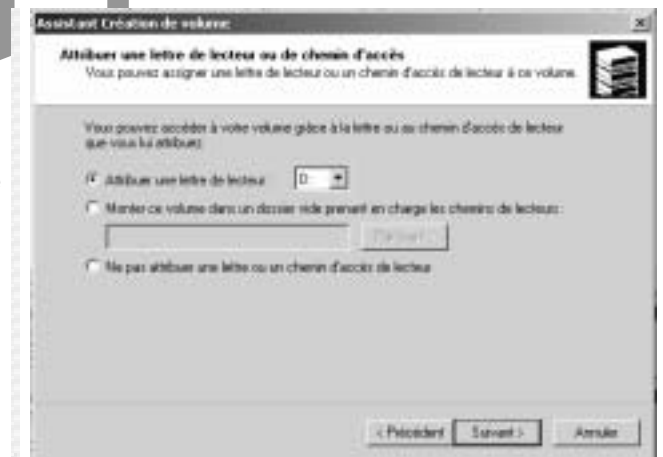 Assistant Création de volume
Attribuer une lettre de lecteur ou de chemin d'accès
Vous pouvez assigner une lettre de lecteur ou un chemin d'accès de lecteur à ce volume.
Vous pouvez accéder à votre volume grâce à la lettre ou au chemin d'accès de lecteur
que vous lui attribuez.
Attribuer une lettre de lecteur D:
Monter ce volume dans un dossier vide prenant en charge les chemins de lecteurs :
Parcourir...
Ne pas attribuer une lettre ou un chemin d'accès de lecteur
< Précédent Suivant > Annuler